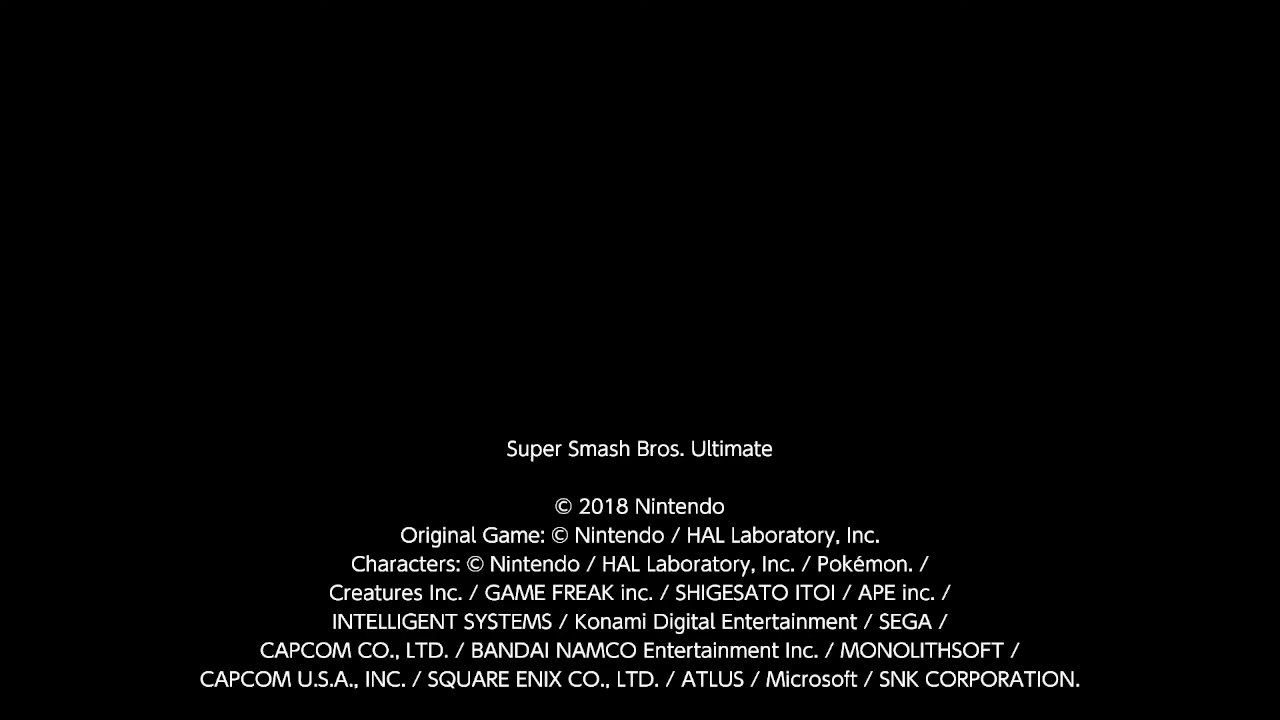 Super Smash Bros. Ultimate
© 2018 Nintendo
Original Game: © Nintendo / HAL Laboratory, Inc.
Characters: © Nintendo / HAL Laboratory, Inc. / Pokémon. /
Creatures Inc. / GAME FREAK inc. / SHIGESATO ITOI / APE inc. /
INTELLIGENT SYSTEMS / Konami Digital Entertainment / SEGA /
CAPCOM CO., LTD. / BANDAI NAMCO Entertainment Inc. / MONOLITHSOFT /
CAPCOM U.S.A., INC. / SQUARE ENIX CO., LTD. / ATLUS / Microsoft / SNK CORPORATION.